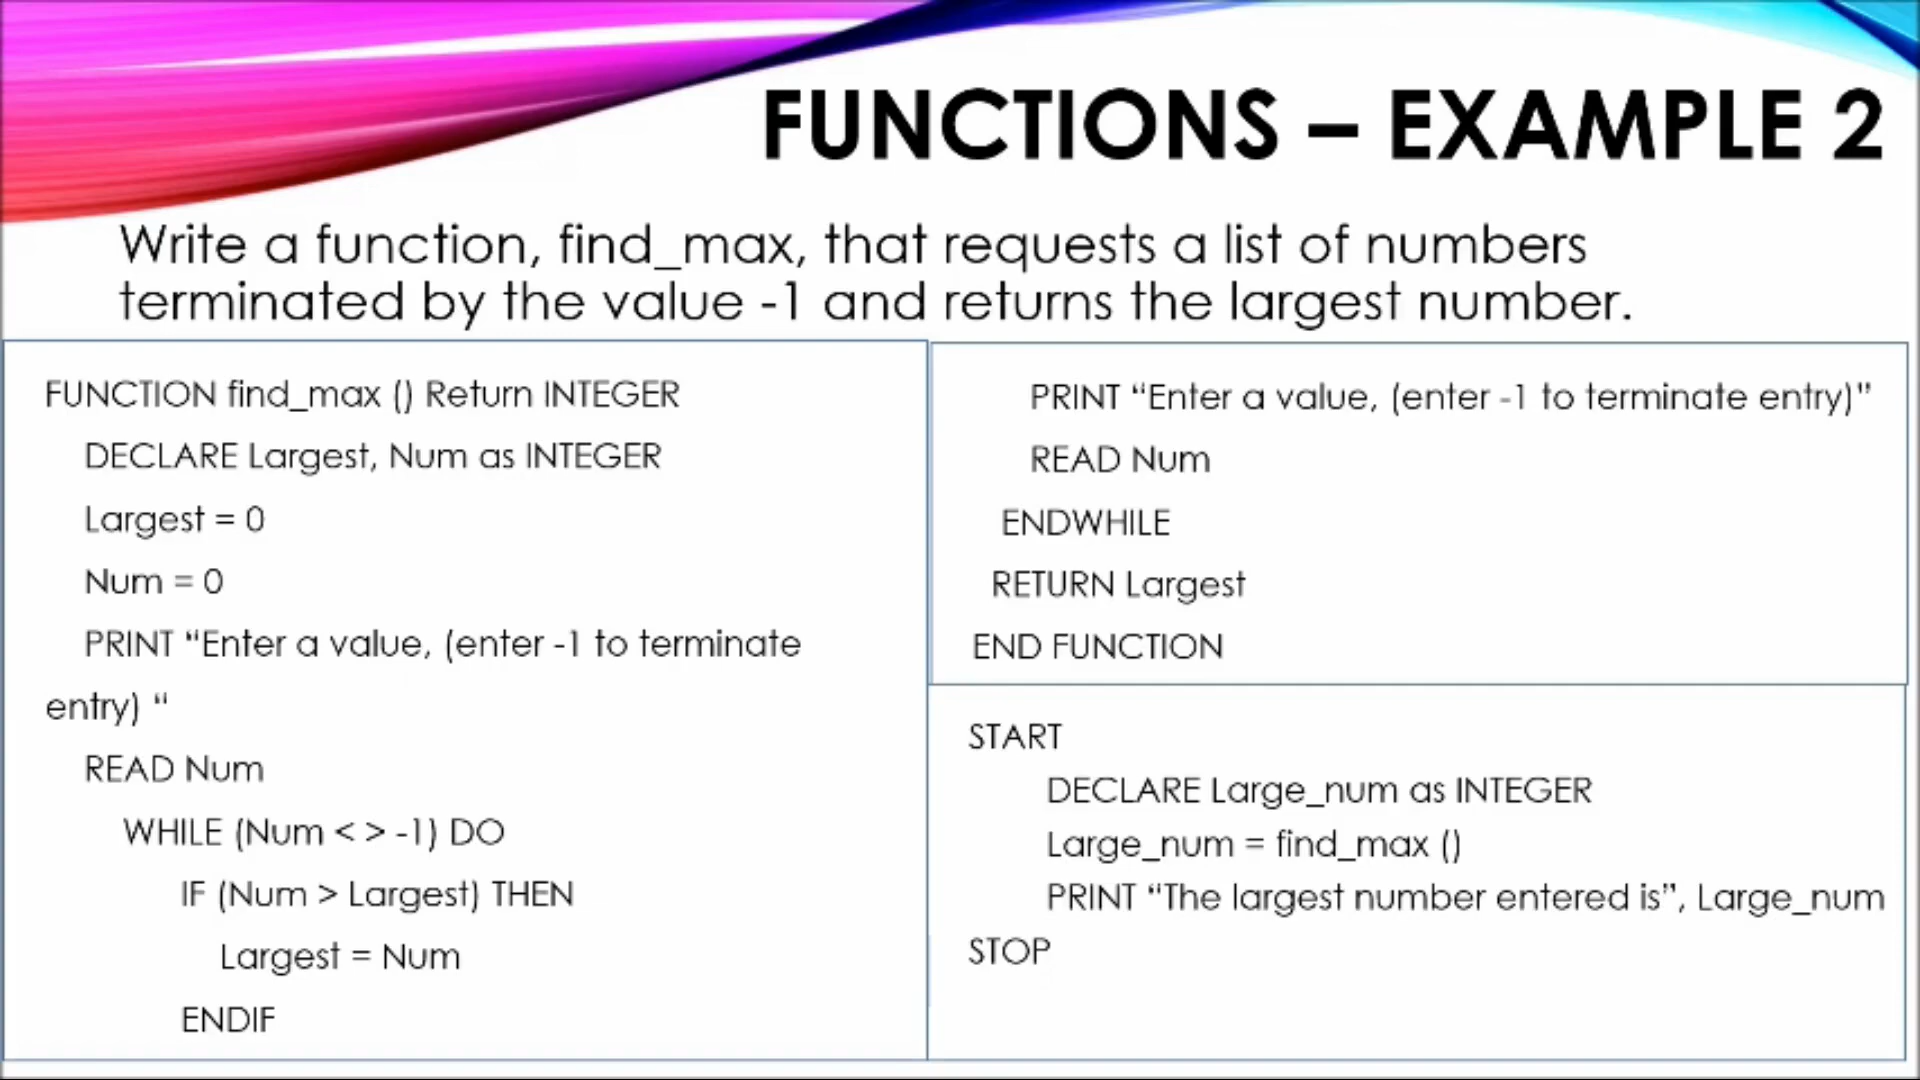 FUNCTIONS – EXAMPLE 2
Write a function, find_max, that requests a list of numbers
terminated by the value -1 and returns the largest number.
FUNCTION find_max () Return INTEGER
DECLARE Largest, Num as INTEGER
Largest = 0
Num = 0
PRINT “Enter a value, (enter -1 to terminate
entry) “
READ Num
WHILE (Num < > -1) DO
IF (Num > Largest) THEN
Largest = Num
ENDIF
PRINT “Enter a value, (enter -1 to terminate entry)”
READ Num
ENDWHILE
RETURN Largest
END FUNCTION
START
DECLARE Large_num as INTEGER
Large_num = find_max ()
PRINT “The largest number entered is”, Large_num
STOP